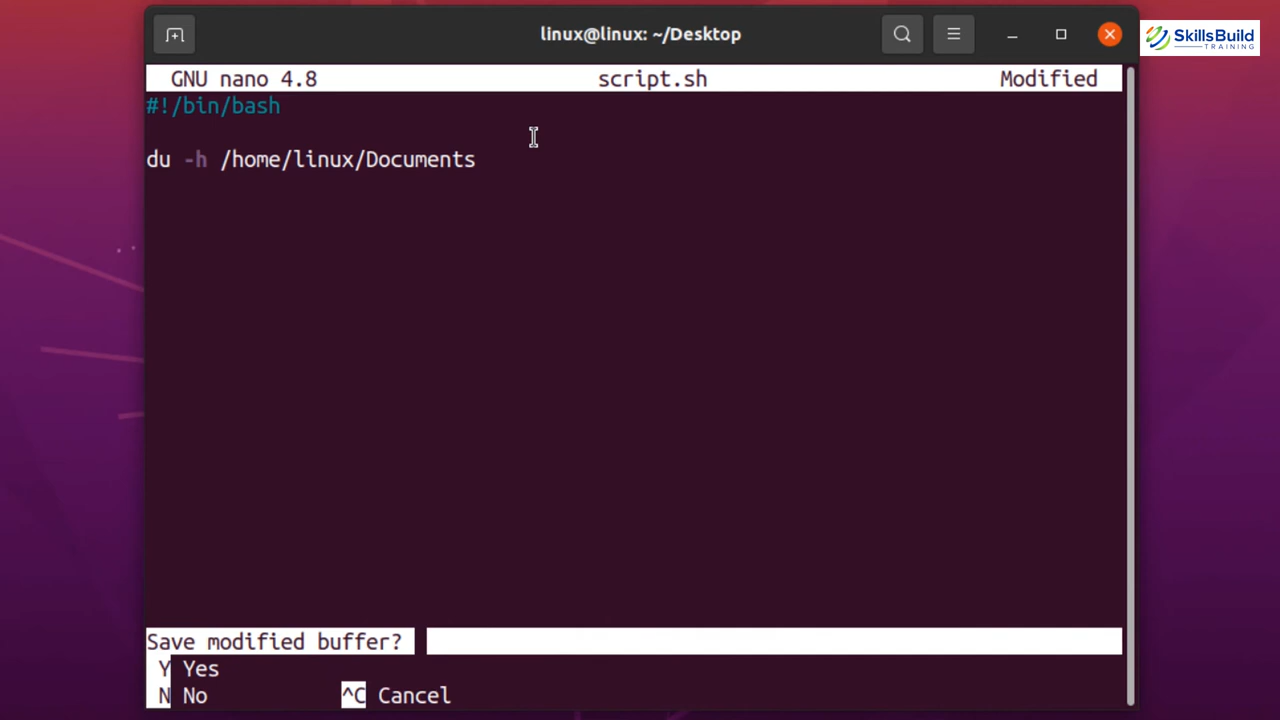 linux@linux: ~/Desktop
SkillsBuild
TRAINING
GNU nano 4.8 script.sh Modified
#!/bin/bash
du -h /home/linux/Documents
Save modified buffer?
Y Yes
N No ^C Cancel